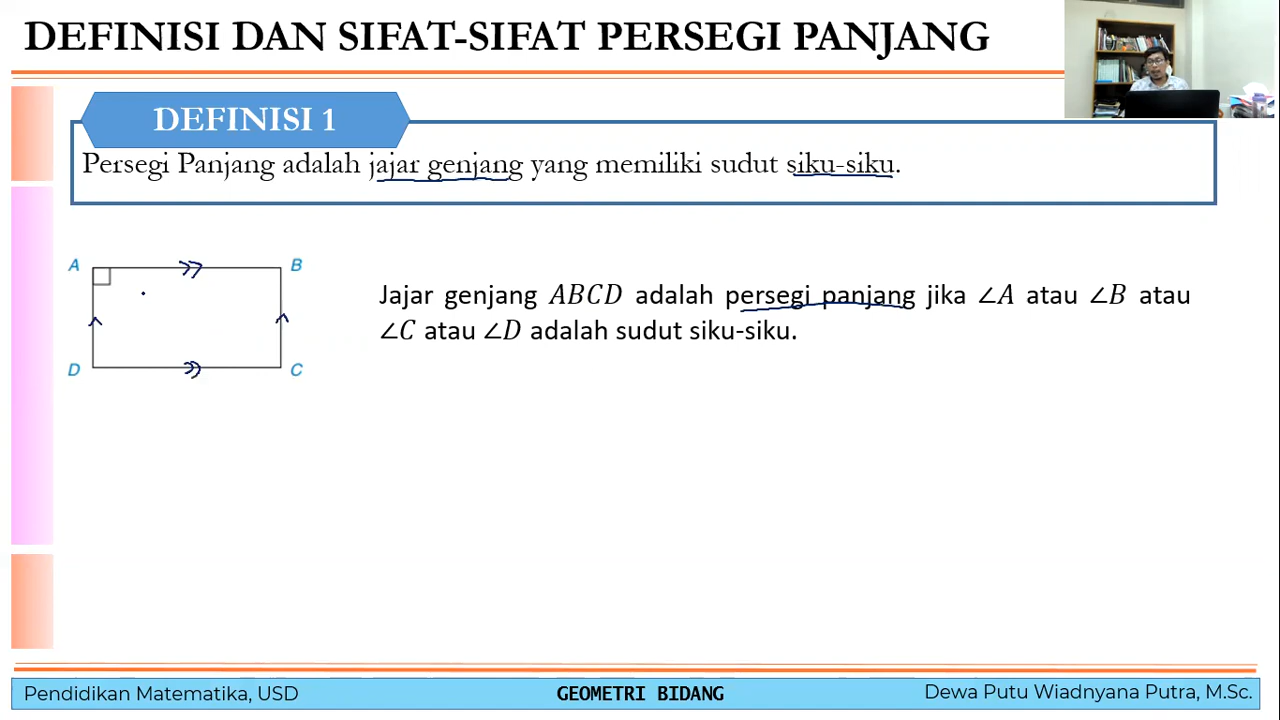 DEFINISI DAN SIFAT-SIFAT PERSEGI PANJANG
DEFINISI 1
Persegi Panjang adalah jajar genjang yang memiliki sudut siku-siku.
A
B
D
C
Jajar genjang ABCD adalah persegi panjang jika ∠A atau ∠B atau
∠C atau ∠D adalah sudut siku-siku.
Pendidikan Matematika, USD
GEOMETRI BIDANG
Dewa Putu Wiadnyana Putra, M.Sc.